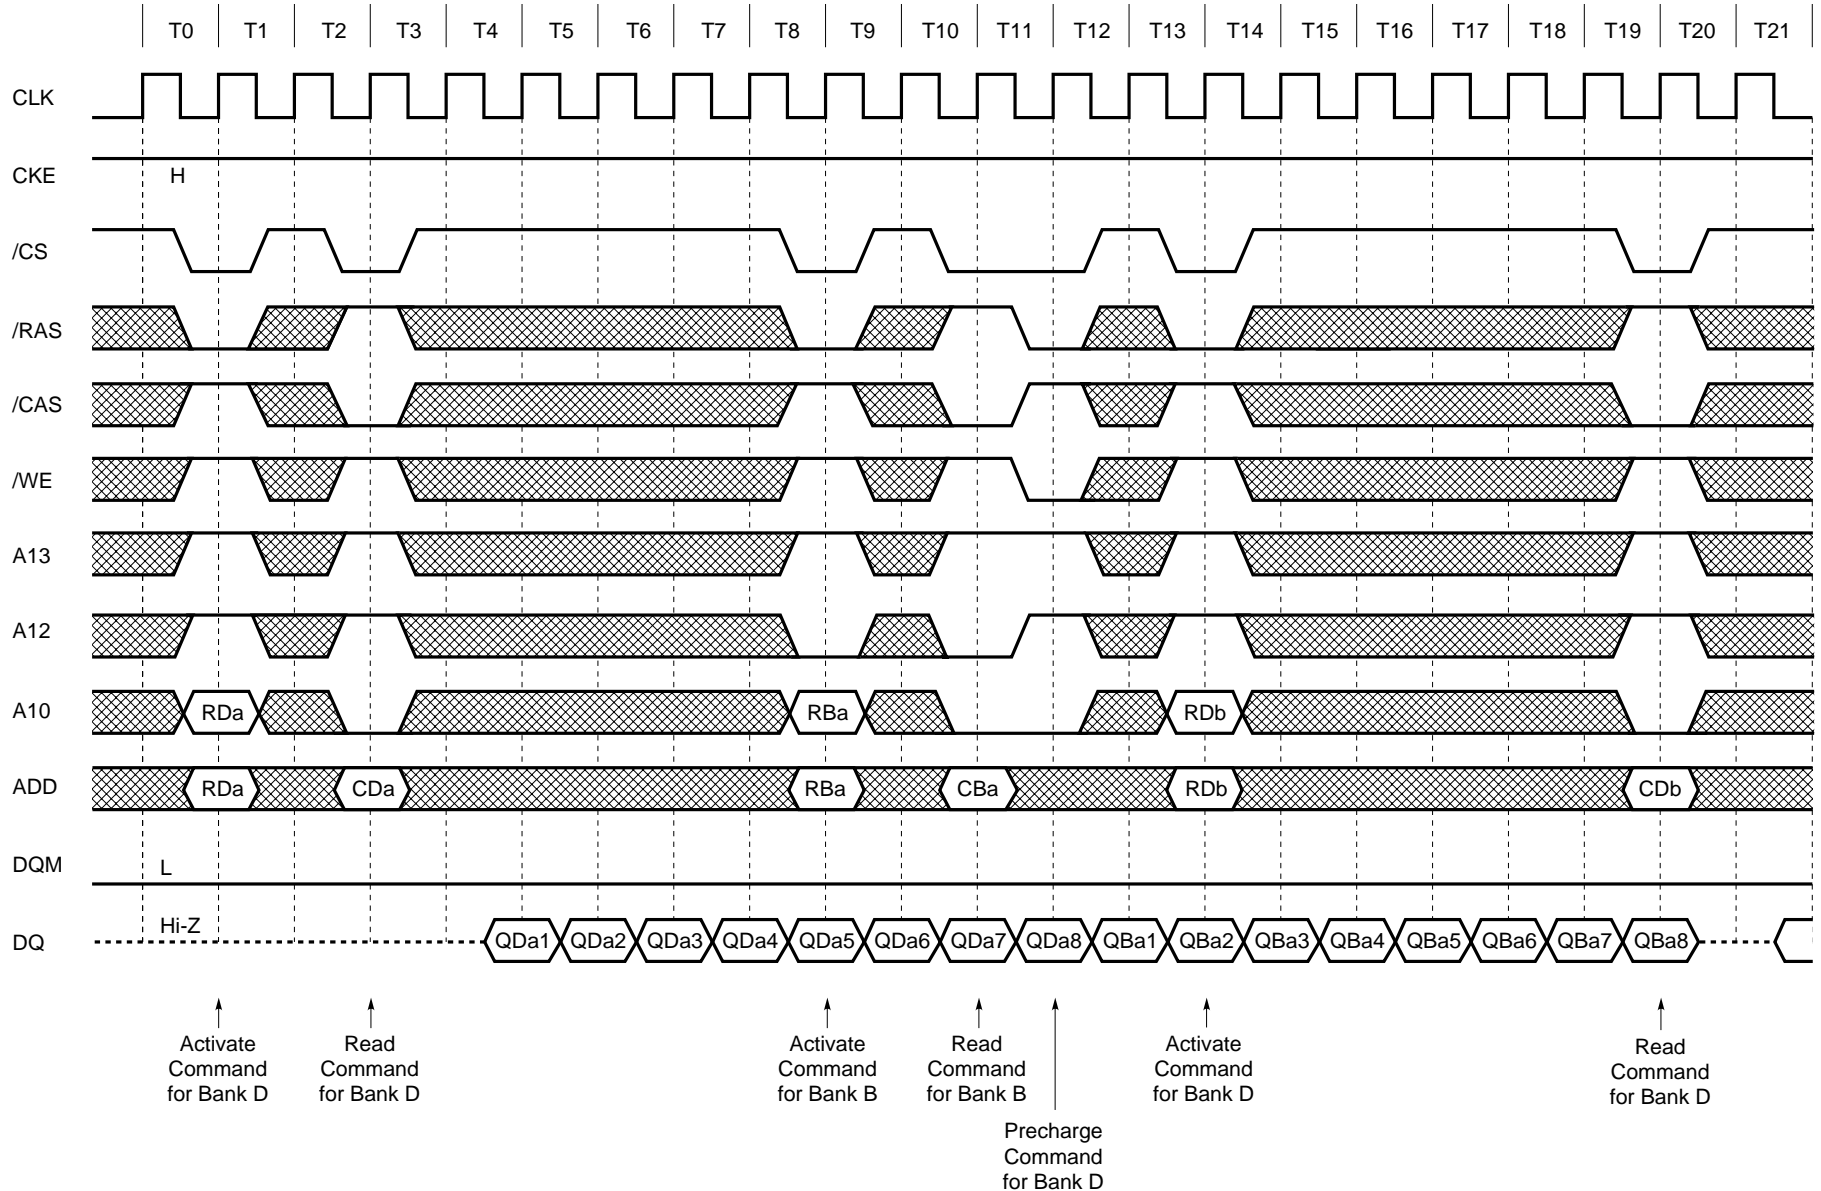 T0 T1 T2 T3 T4 T5 T6 T7 T8 T9 T10 T11 T12 T13 T14 T15 T16 T17 T18 T19 T20 T21
CLK
CKE H
/CS
/RAS
/CAS
/WE
A13
A12
A10 RDa RBa RDb
ADD RDa CDa RBa CBa RDb CDb
DQM L
DQ Hi-Z QDa1 QDa2 QDa3 QDa4 QDa5 QDa6 QDa7 QDa8 QBa1 QBa2 QBa3 QBa4 QBa5 QBa6 QBa7 QBa8
Activate
Command
for Bank D
Read
Command
for Bank D
Activate
Command
for Bank B
Read
Command
for Bank B
Precharge
Command
for Bank D
Activate
Command
for Bank D
Read
Command
for Bank D